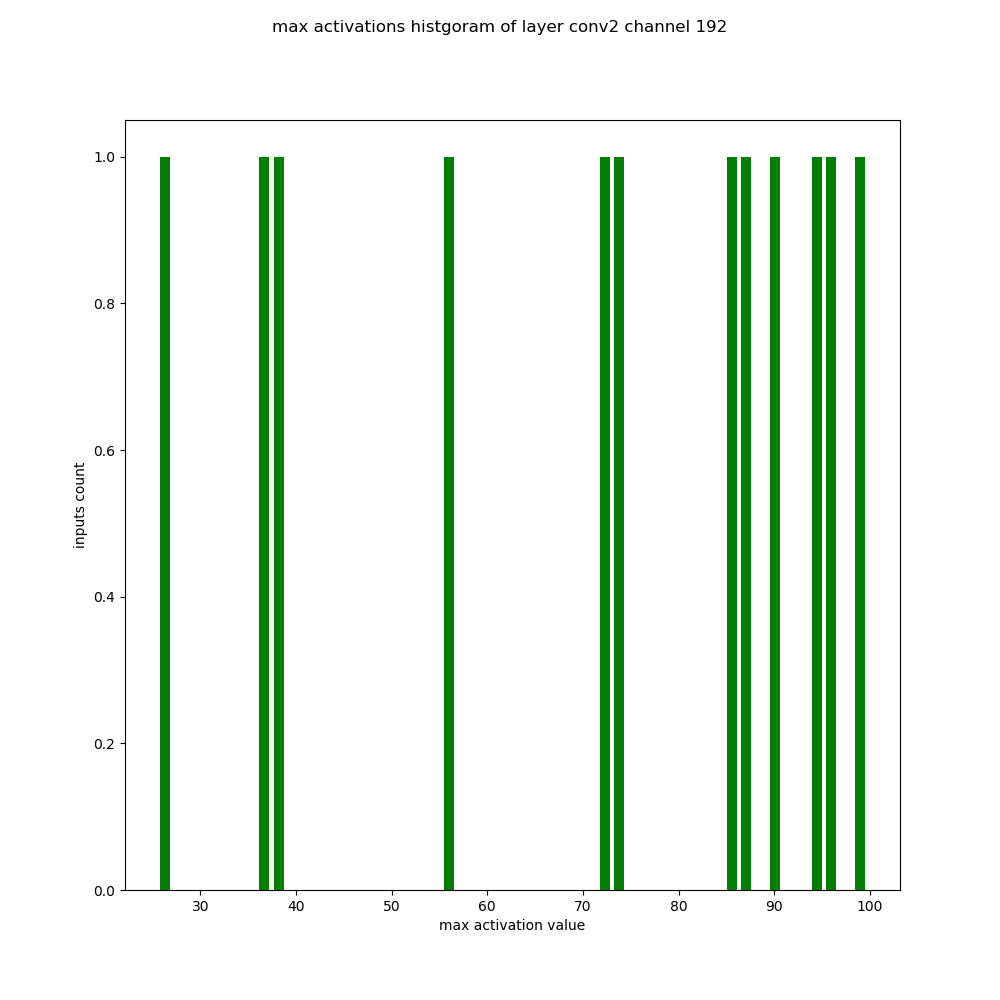 max activations histgoram of layer conv2 channel 192
1.0
0.8
0.6
0.4
0.2
0.0
inputs count
30 40 50 60 70 80 90 100
max activation value